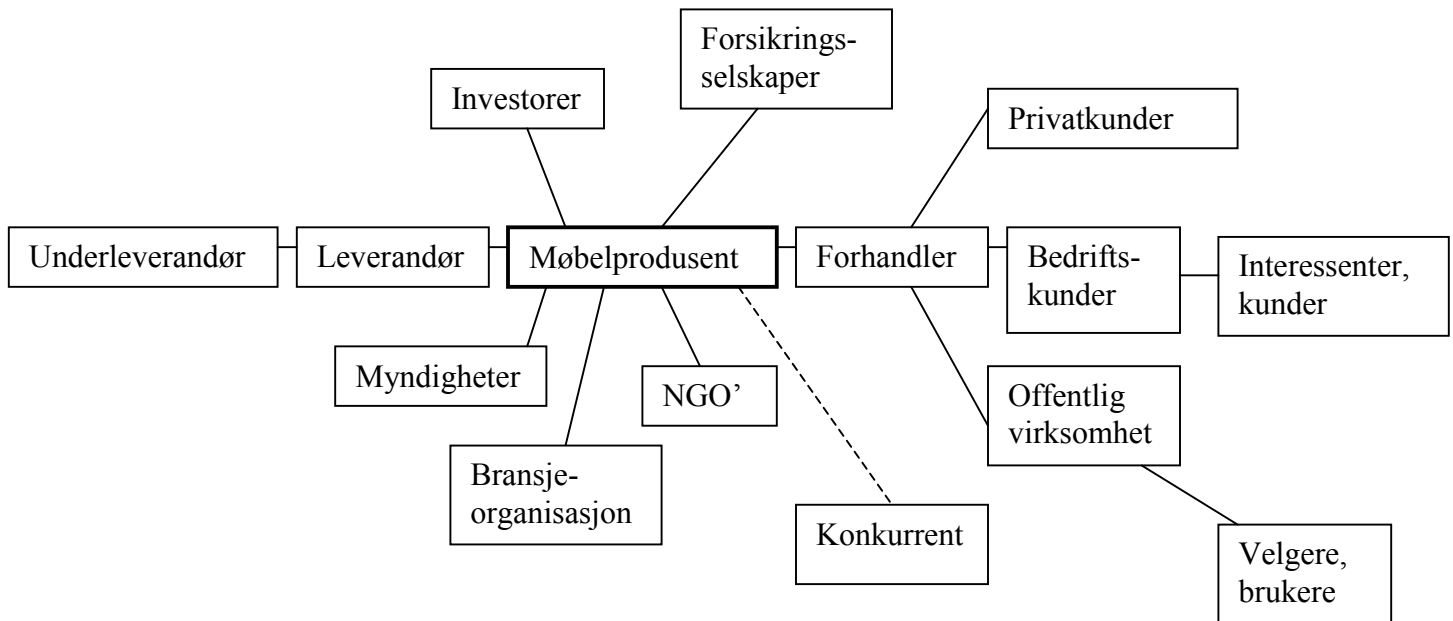 Forsikrings-
selskaper
Investorer
Privatkunder
Underleverandør
Leverandør
Møbelprodusent
Forhandler
Bedrifts-
kunder
Interessenter,
kunder
Myndigheter
NGO’
Offentlig
virksomhet
Bransje-
organisasjon
Konkurrent
Velgere,
brukere